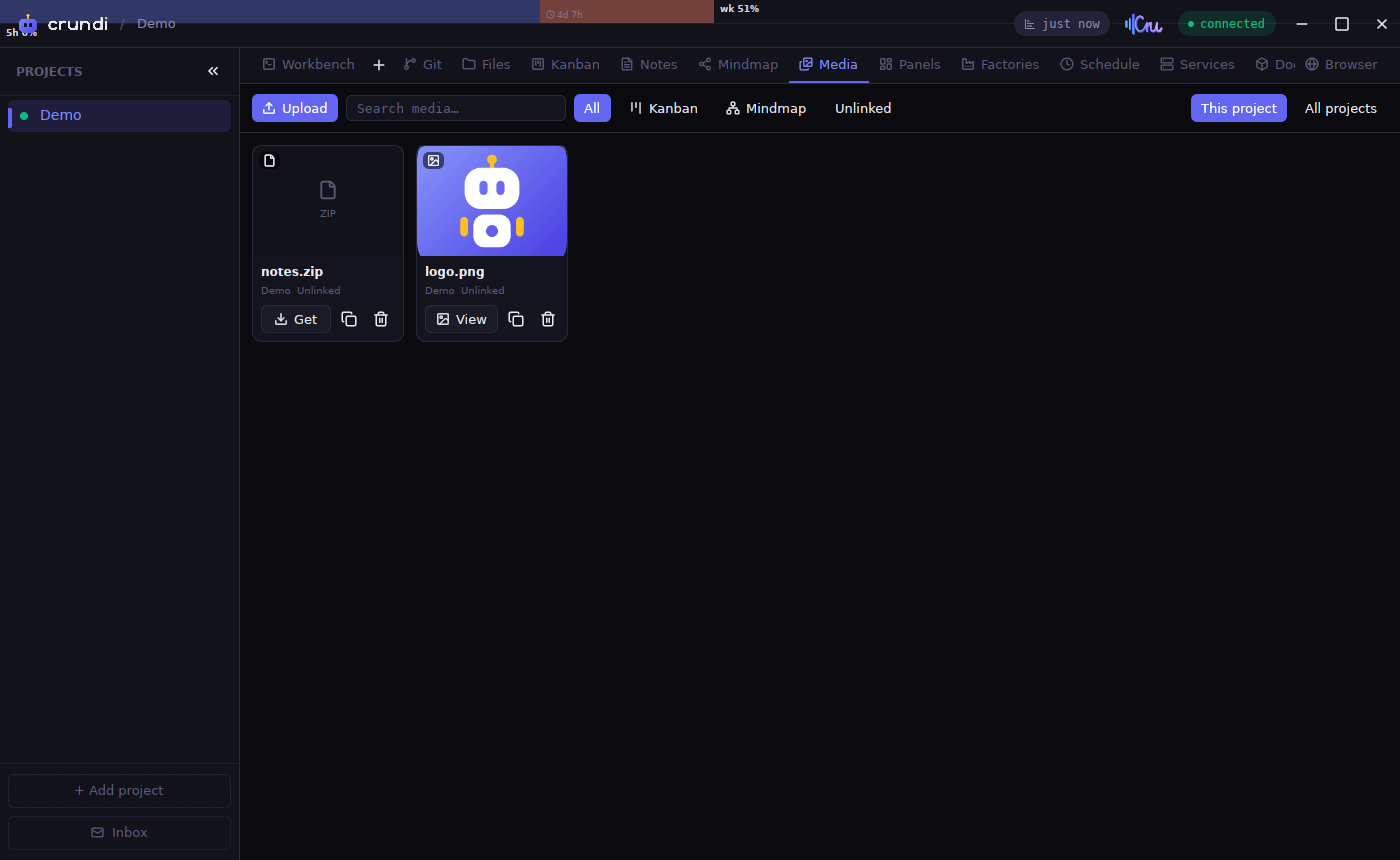 4d 7h
wk 51%
crundi / Demo
just now
Cru
connected
PROJECTS
Workbench
Git
Files
Kanban
Notes
Mindmap
Media
Panels
Factories
Schedule
Services
Browser
Demo
Upload
Search media…
All
Kanban
Mindmap
Unlinked
This project
All projects
ZIP
notes.zip
Demo Unlinked
Get
logo.png
Demo Unlinked
View
+ Add project
Inbox